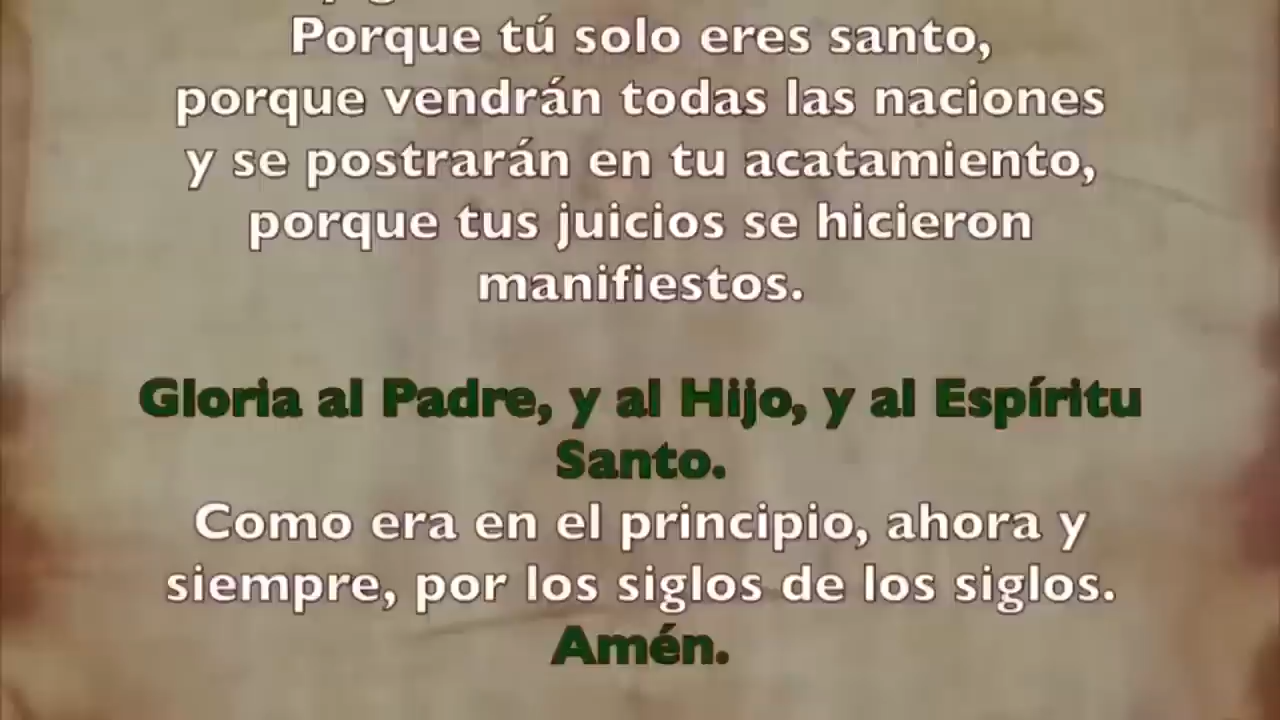 Porque tú solo eres santo,
porque vendrán todas las naciones
y se postrarán en tu acatamiento,
porque tus juicios se hicieron
manifiestos.
Gloria al Padre, y al Hijo, y al Espíritu
Santo.
Como era en el principio, ahora y
siempre, por los siglos de los siglos.
Amén.